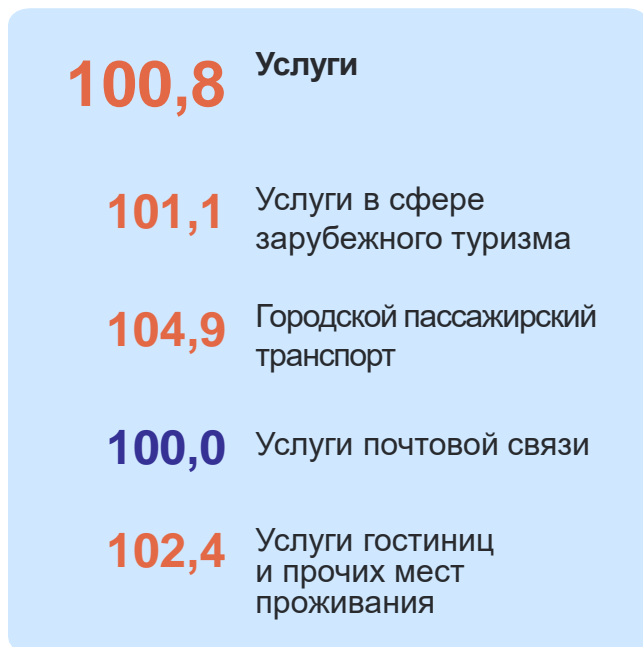 100,8 Услуги
101,1 Услуги в сфере
зарубежного туризма
104,9 Городской пассажирский
транспорт
100,0 Услуги почтовой связи
102,4 Услуги гостиниц
и прочих мест
проживания